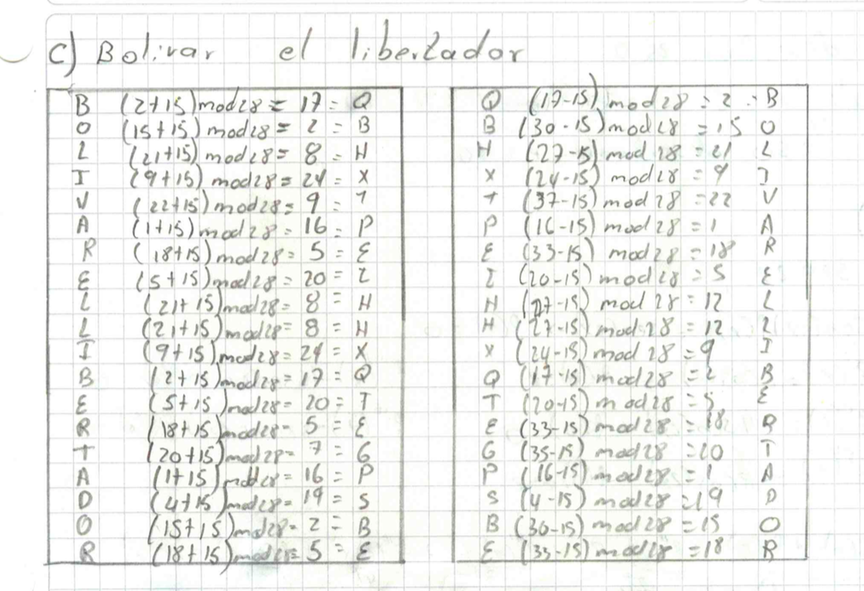 c) Bolivar el libertador
B (2+15) mod 28 = 17 = Q
O (15+15) mod 28 = 2 = B
L (21+15) mod 28 = 8 = H
I (9+15) mod 28 = 24 = X
V (22+15) mod 28 = 9 = 7
A (1+15) mod 28 = 16 = P
R (18+15) mod 28 = 5 = E
E (5+15) mod 28 = 20 = Z
L (21+15) mod 28 = 8 = H
L (21+15) mod 28 = 8 = H
I (9+15) mod 28 = 24 = X
B (2+15) mod 28 = 17 = Q
E (5+15) mod 28 = 20 = T
R (18+15) mod 28 = 5 = E
T (20+15) mod 28 = 7 = G
A (1+15) mod 28 = 16 = P
D (4+15) mod 28 = 19 = S
O (15+15) mod 28 = 2 = B
R (18+15) mod 28 = 5 = E
Q (17-15) mod 28 = 2 = B
B (30-15) mod 28 = 15 O
H (27-15) mod 28 = 21 L
X (24-15) mod 28 = 9 I
+ (37-15) mod 28 = 22 V
P (16-15) mod 28 = 1 A
E (33-15) mod 28 = 18 R
I (20-15) mod 28 = 5 E
H (27-15) mod 28 = 12 L
H (27-15) mod 28 = 12 L
X (24-15) mod 28 = 9 I
Q (17-15) mod 28 = 2 B
T (20-15) mod 28 = 5 E
E (33-15) mod 28 = 18 R
G (35-15) mod 28 = 20 T
P (16-15) mod 28 = 1 A
S (4-15) mod 28 = 19 D
B (30-15) mod 28 = 15 O
E (33-15) mod 28 = 18 R